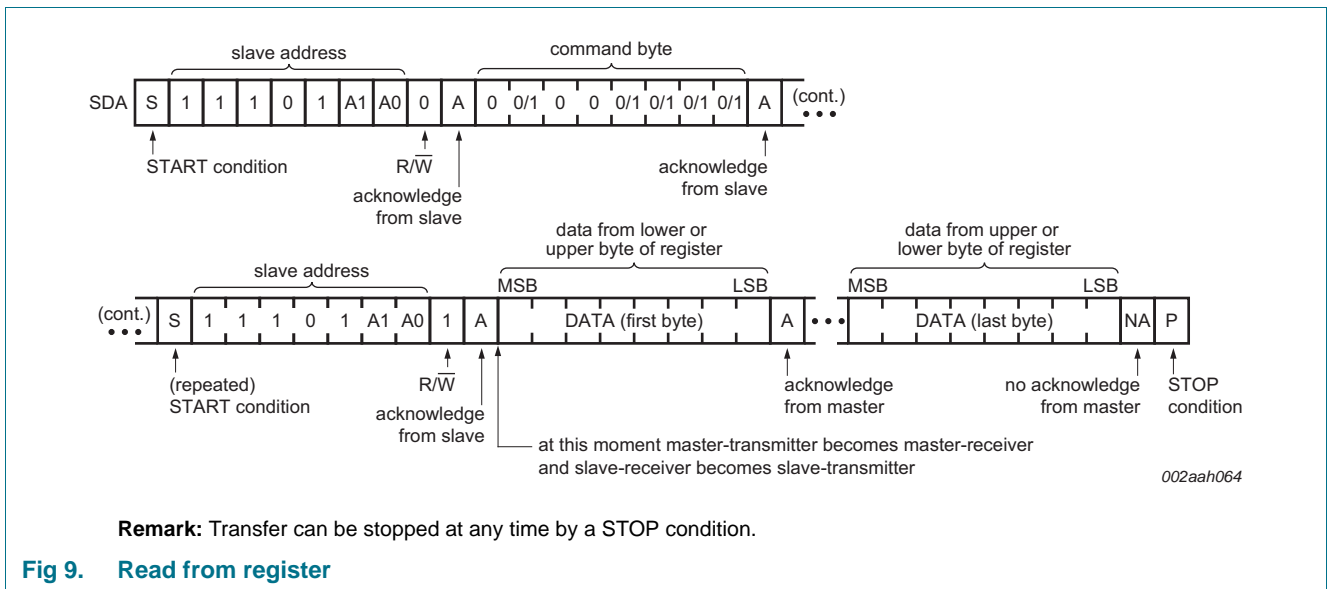 slave address command byte
SDA S 1 1 1 0 1 A1 A0 0 A 0 0/1 0 0 0/1 0/1 0/1 0/1 A (cont.)
START condition R/W acknowledge
from slave
acknowledge
from slave
data from lower or
upper byte of register
data from upper or
lower byte of register
slave address
MSB LSB MSB LSB
(cont.) S 1 1 1 0 1 A1 A0 1 A DATA (first byte) A DATA (last byte) NA P
(repeated)
START condition
R/W
acknowledge
from slave
acknowledge
from master
no acknowledge
from master
STOP
condition
at this moment master-transmitter becomes master-receiver
and slave-receiver becomes slave-transmitter
002aah064
Remark: Transfer can be stopped at any time by a STOP condition.
Fig 9. Read from register